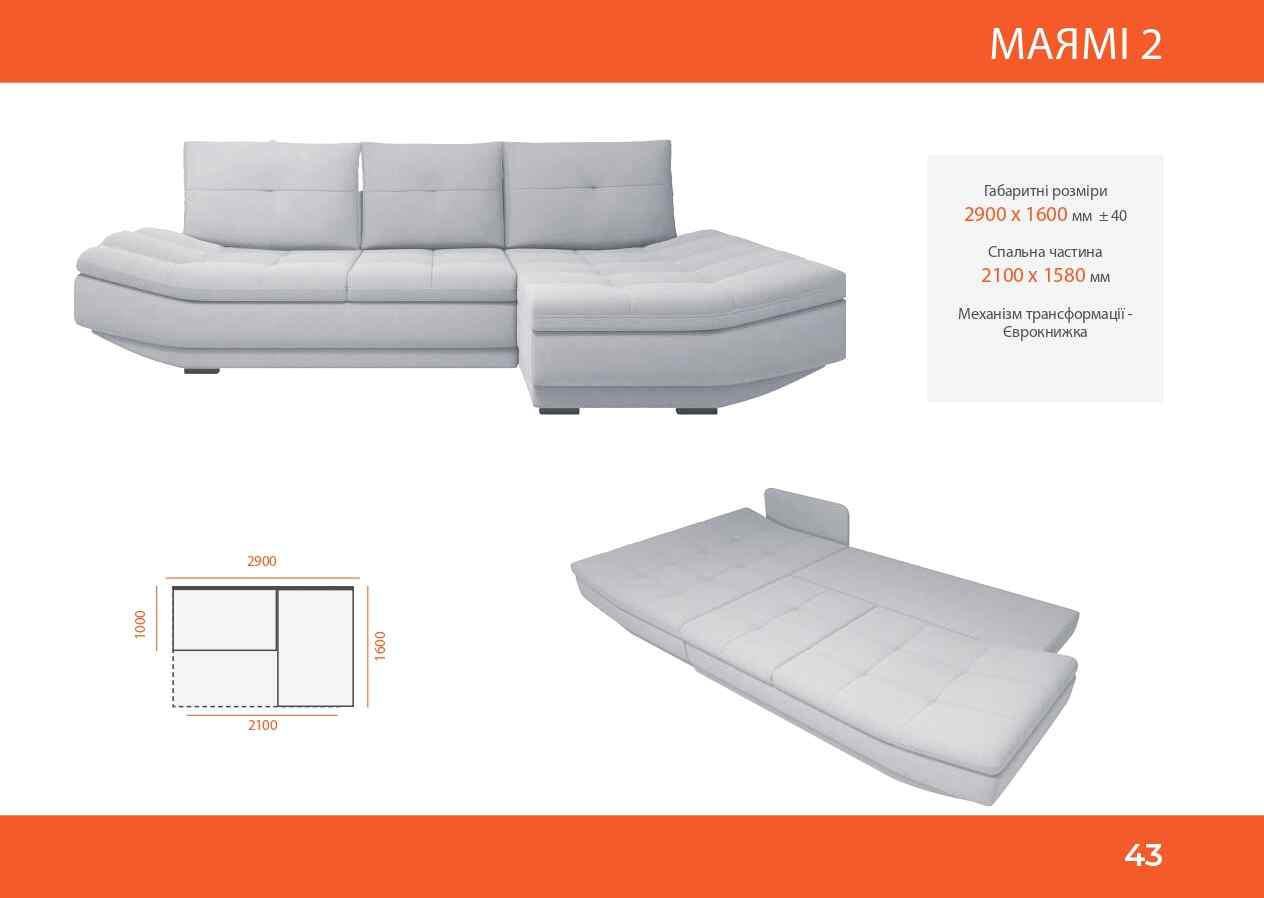 МАЯМІ 2
Габаритні розміри
2900 x 1600 мм ± 40
Спальна частина
2100 x 1580 мм
Механізм трансформації -
Єврокнижка
2900
1000
1600
2100
43